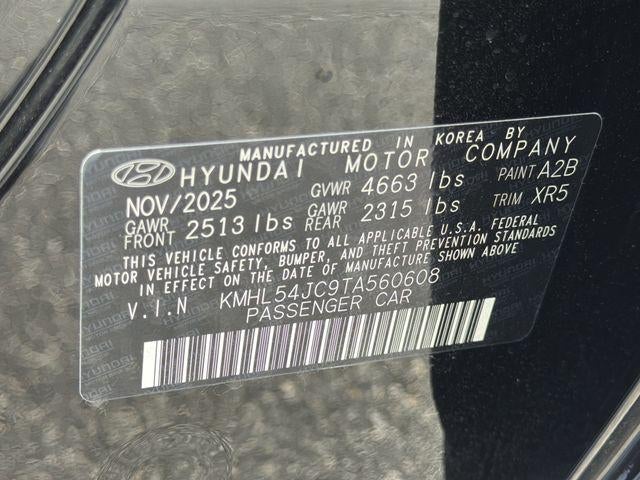 MANUFACTURED IN KOREA BY
HYUNDAI MOTOR COMPANY
NOV/2025 GVWR 4663 lbs PAINT A2B
GAWR FRONT 2513 lbs GAWR REAR 2315 lbs TRIM XR5
THIS VEHICLE CONFORMS TO ALL APPLICABLE U.S.A. FEDERAL
MOTOR VEHICLE SAFETY, BUMPER, AND THEFT PREVENTION STANDARDS
IN EFFECT ON THE DATE OF MANUFACTURE SHOWN ABOVE
V.I.N KMHL54JC9TA560608
PASSENGER CAR